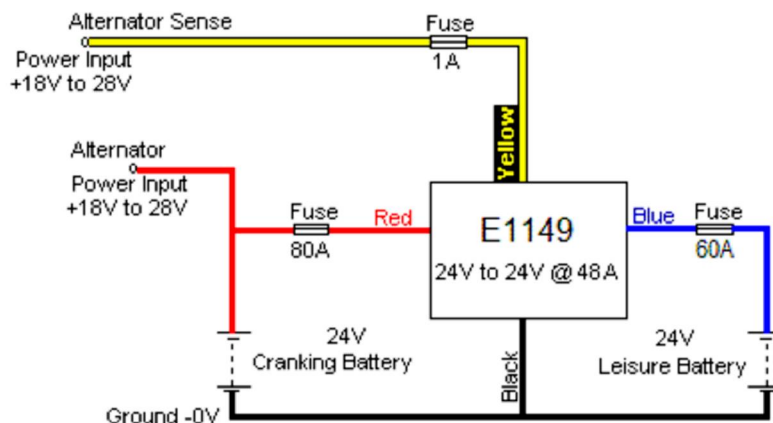 Alternator Sense
Power Input
+18V to 28V
Fuse
1A
Yellow
Alternator
Power Input
+18V to 28V
Fuse
80A
Red
E1149
24V to 24V @ 48A
Blue
Fuse
60A
24V
Cranking Battery
Black
24V
Leisure Battery
Ground -0V